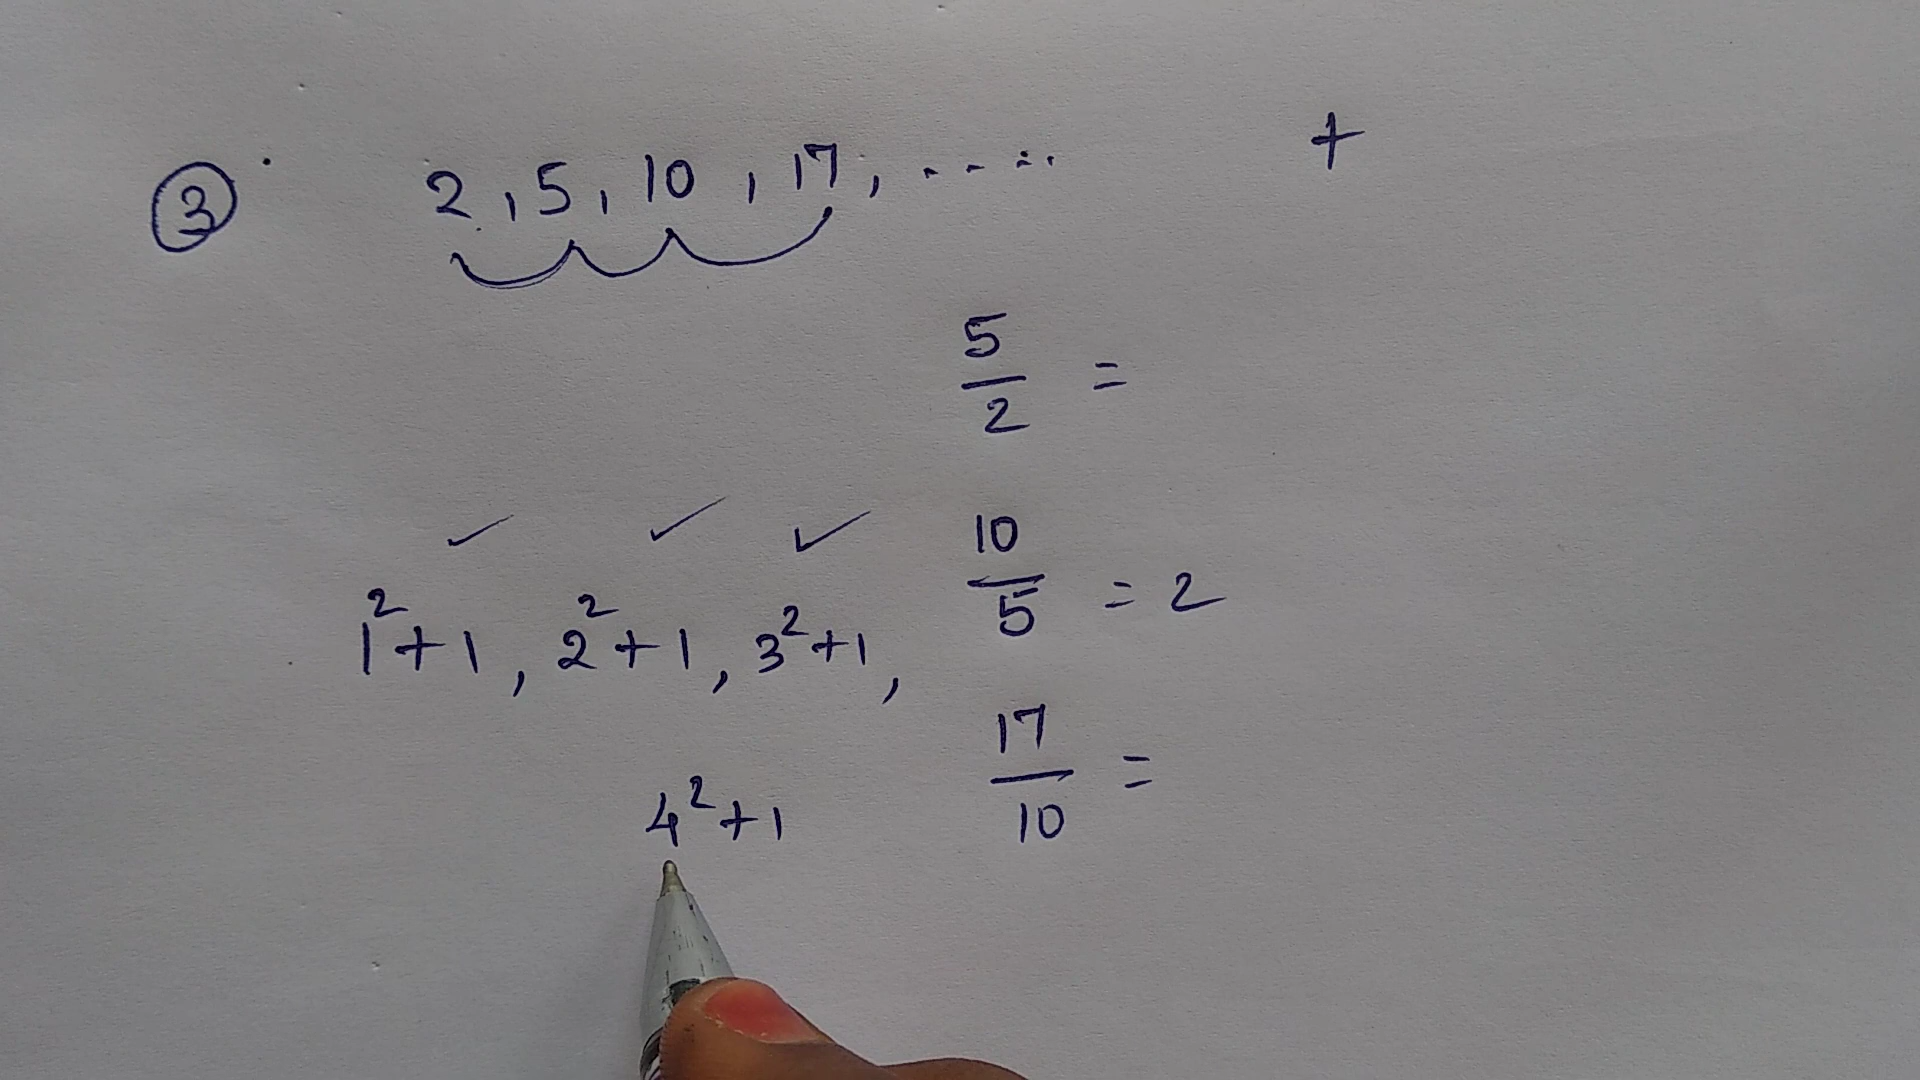 ③ 2, 5, 10, 17, ..... +
5/2 =
10/5 = 2
1²+1, 2²+1, 3²+1,
17/10 =
4²+1